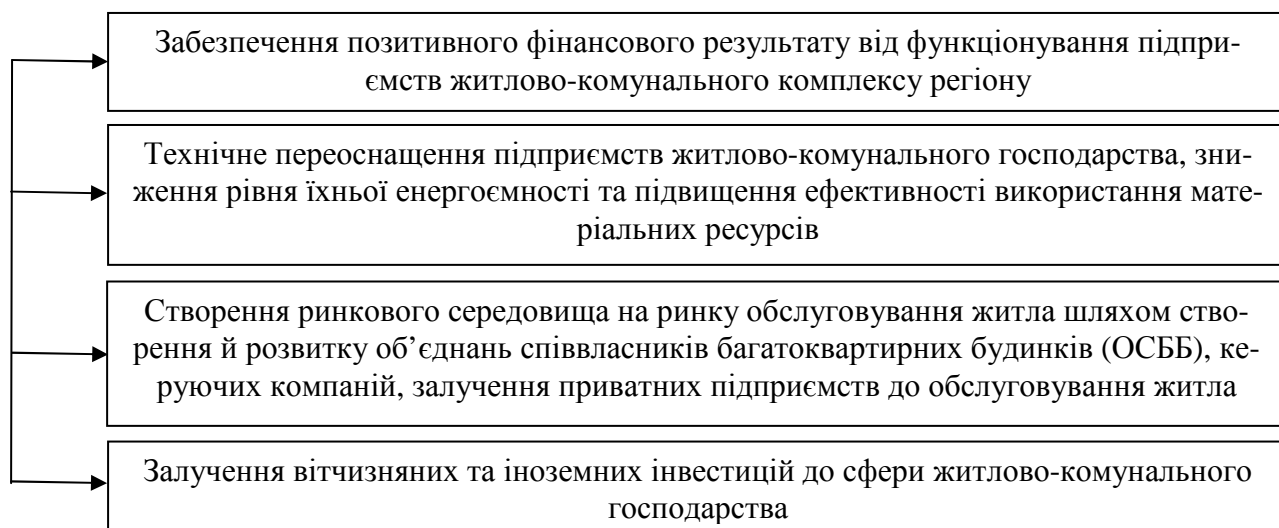 Забезпечення позитивного фінансового результату від функціонування підпри-
ємств житлово-комунального комплексу регіону
Технічне переоснащення підприємств житлово-комунального господарства, зни-
ження рівня їхньої енергоємності та підвищення ефективності використання мате-
ріальних ресурсів
Створення ринкового середовища на ринку обслуговування житла шляхом ство-
рення й розвитку об’єднань співвласників багатоквартирних будинків (ОСББ), ке-
руючих компаній, залучення приватних підприємств до обслуговування житла
Залучення вітчизняних та іноземних інвестицій до сфери житлово-комунального
господарства